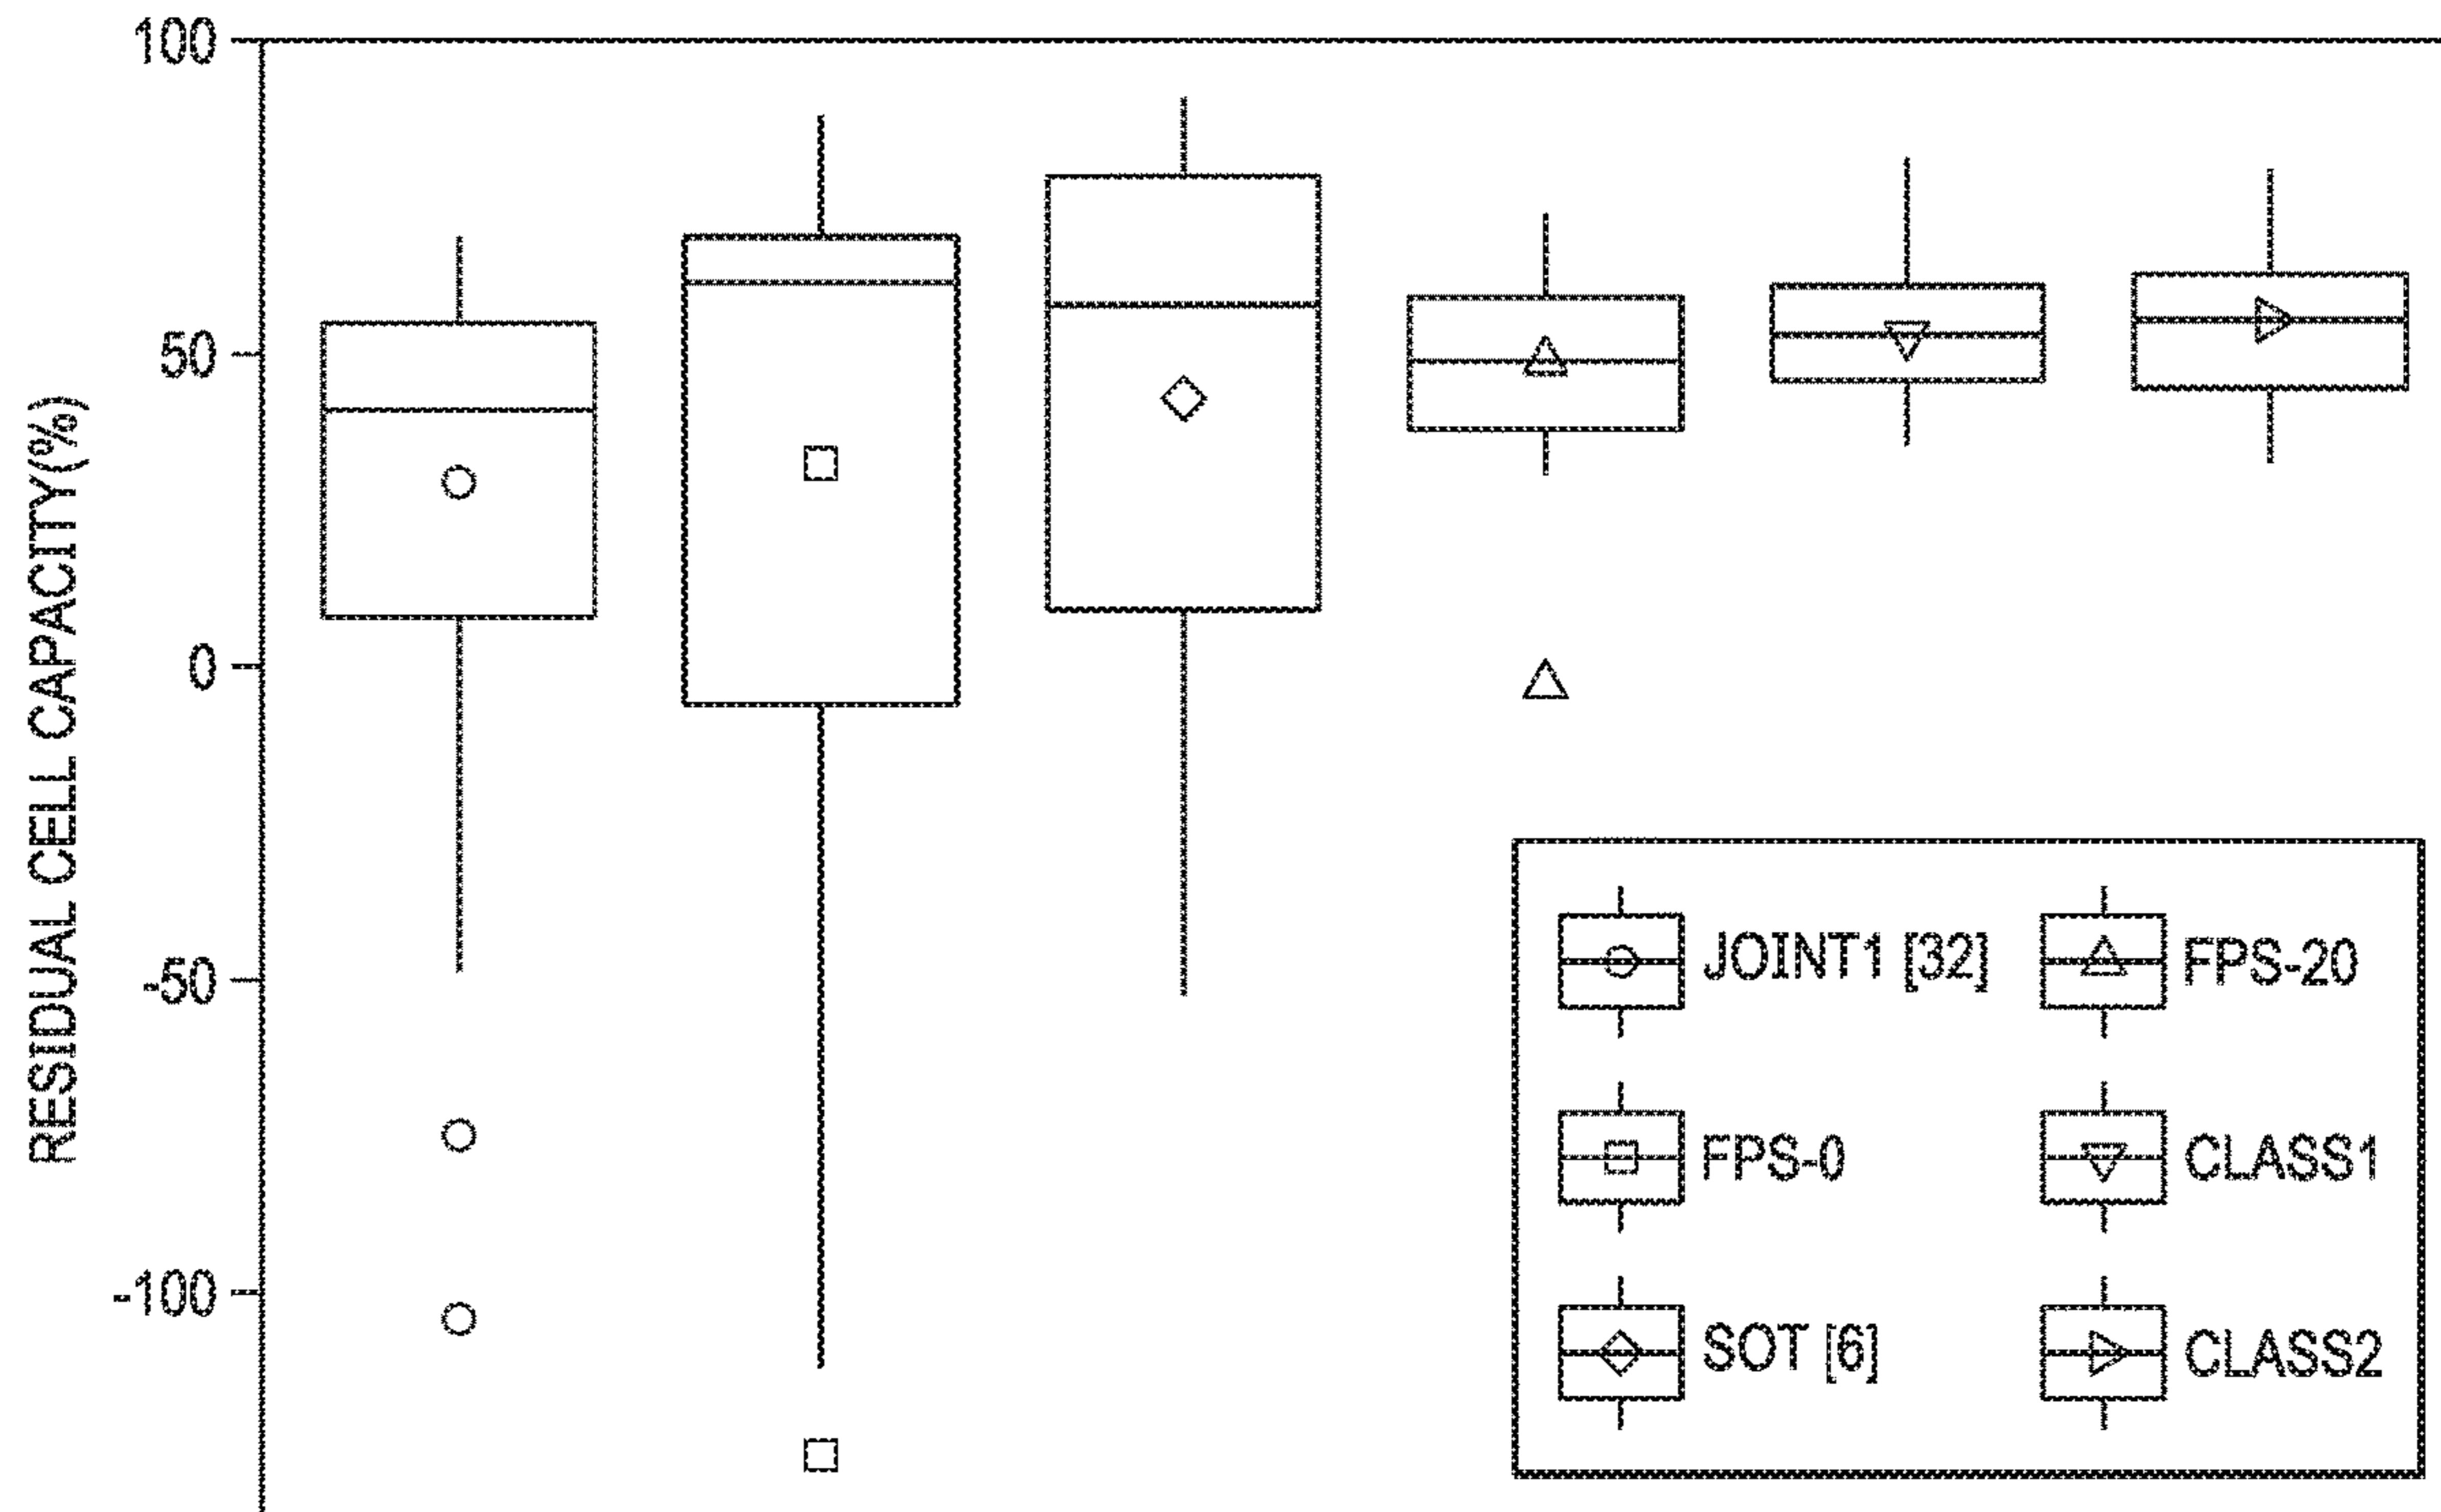 RESIDUAL CELL CAPACITY(%)
100
50
0
-50
-100
JOINT1 [32]
FPS-0
SOT [6]
FPS-20
CLASS1
CLASS2